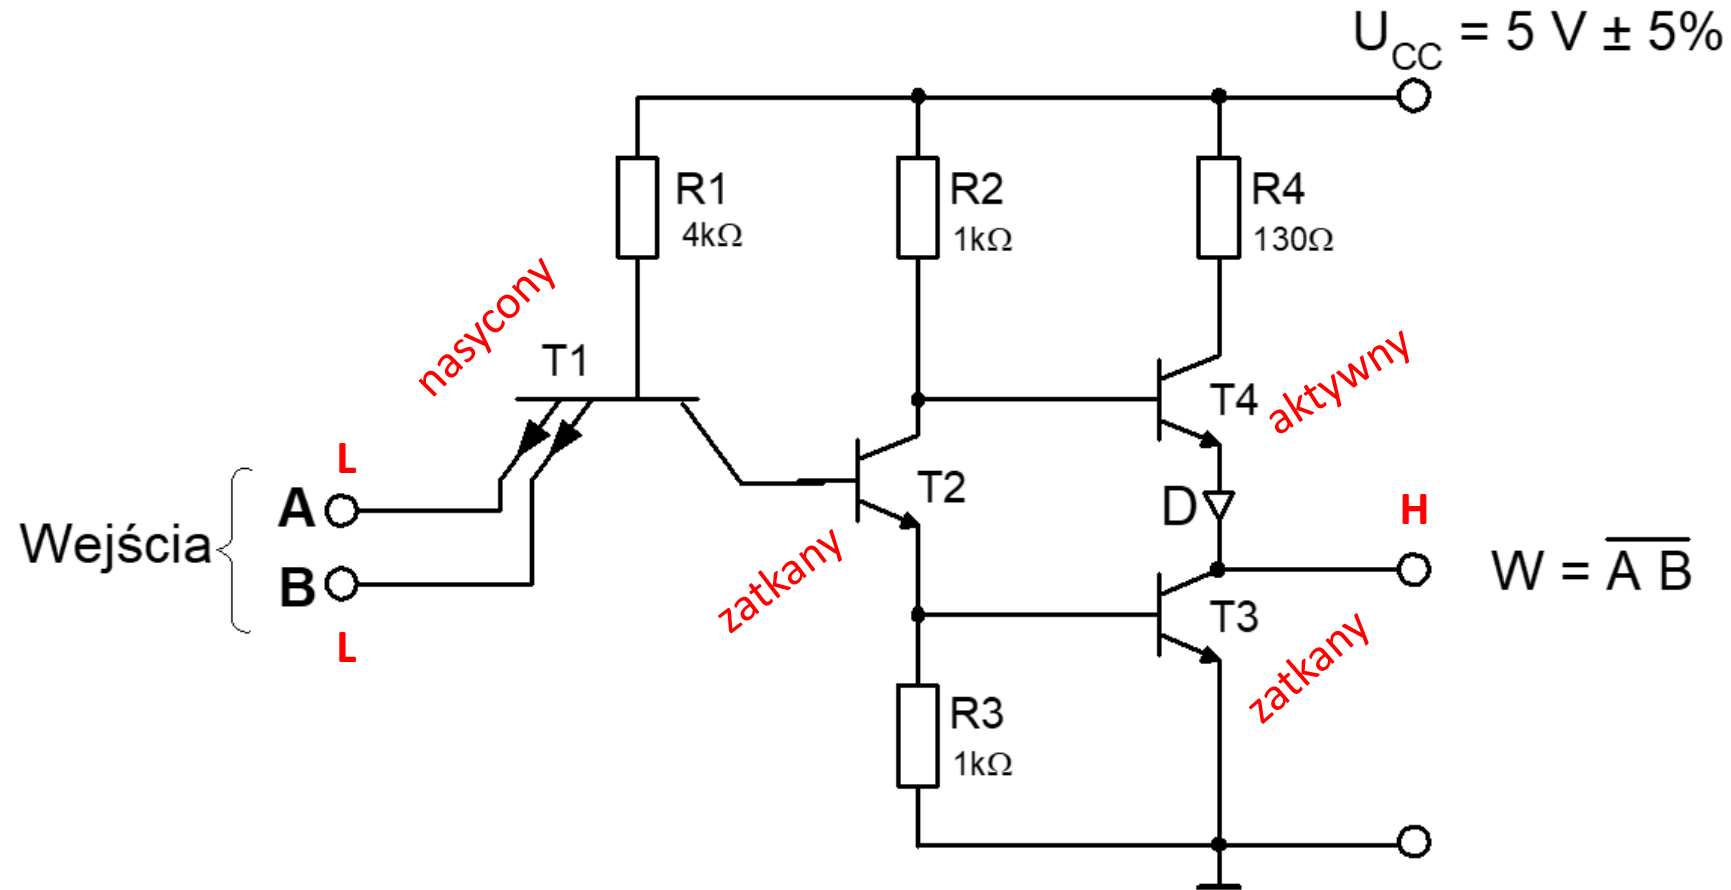 U_CC = 5 V ± 5%
R1
4kΩ
R2
1kΩ
R4
130Ω
nasycony
T1
T4
aktywny
L
A
T2
D
H
Wejścia
B
W = A̅ ̅B̅
zatkany
L
T3
zatkany
R3
1kΩ